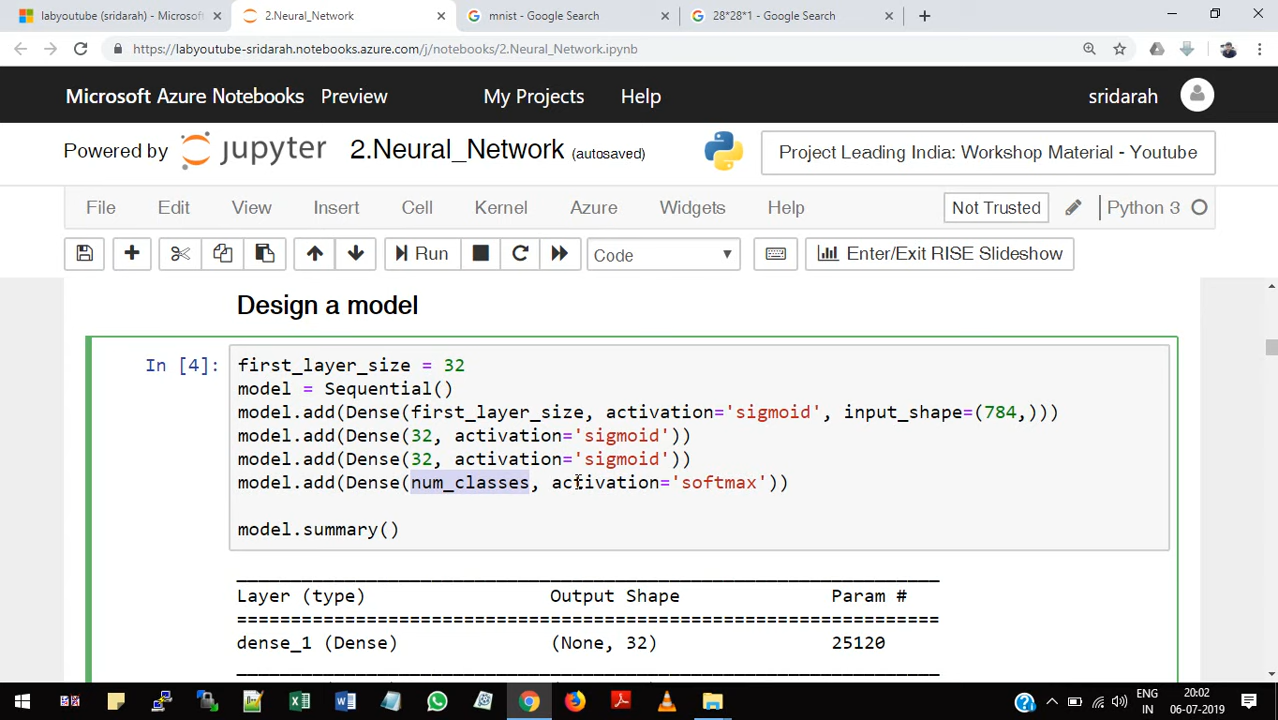 labyoutube (sridarah) - Microsoft
2.Neural_Network
mnist - Google Search
28*28*1 - Google Search
https://labyoutube-sridarah.notebooks.azure.com/j/notebooks/2.Neural_Network.ipynb
Microsoft Azure Notebooks Preview My Projects Help sridarah
Powered by jupyter 2.Neural_Network (autosaved) Project Leading India: Workshop Material - Youtube
File Edit View Insert Cell Kernel Azure Widgets Help Not Trusted Python 3
Run Code Enter/Exit RISE Slideshow
Design a model
In [4]: first_layer_size = 32
model = Sequential()
model.add(Dense(first_layer_size, activation='sigmoid', input_shape=(784,)))
model.add(Dense(32, activation='sigmoid'))
model.add(Dense(32, activation='sigmoid'))
model.add(Dense(num_classes, activation='softmax'))
model.summary()
Layer (type) Output Shape Param #
=================================================================
dense_1 (Dense) (None, 32) 25120
ENG 20:02
IN 06-07-2019